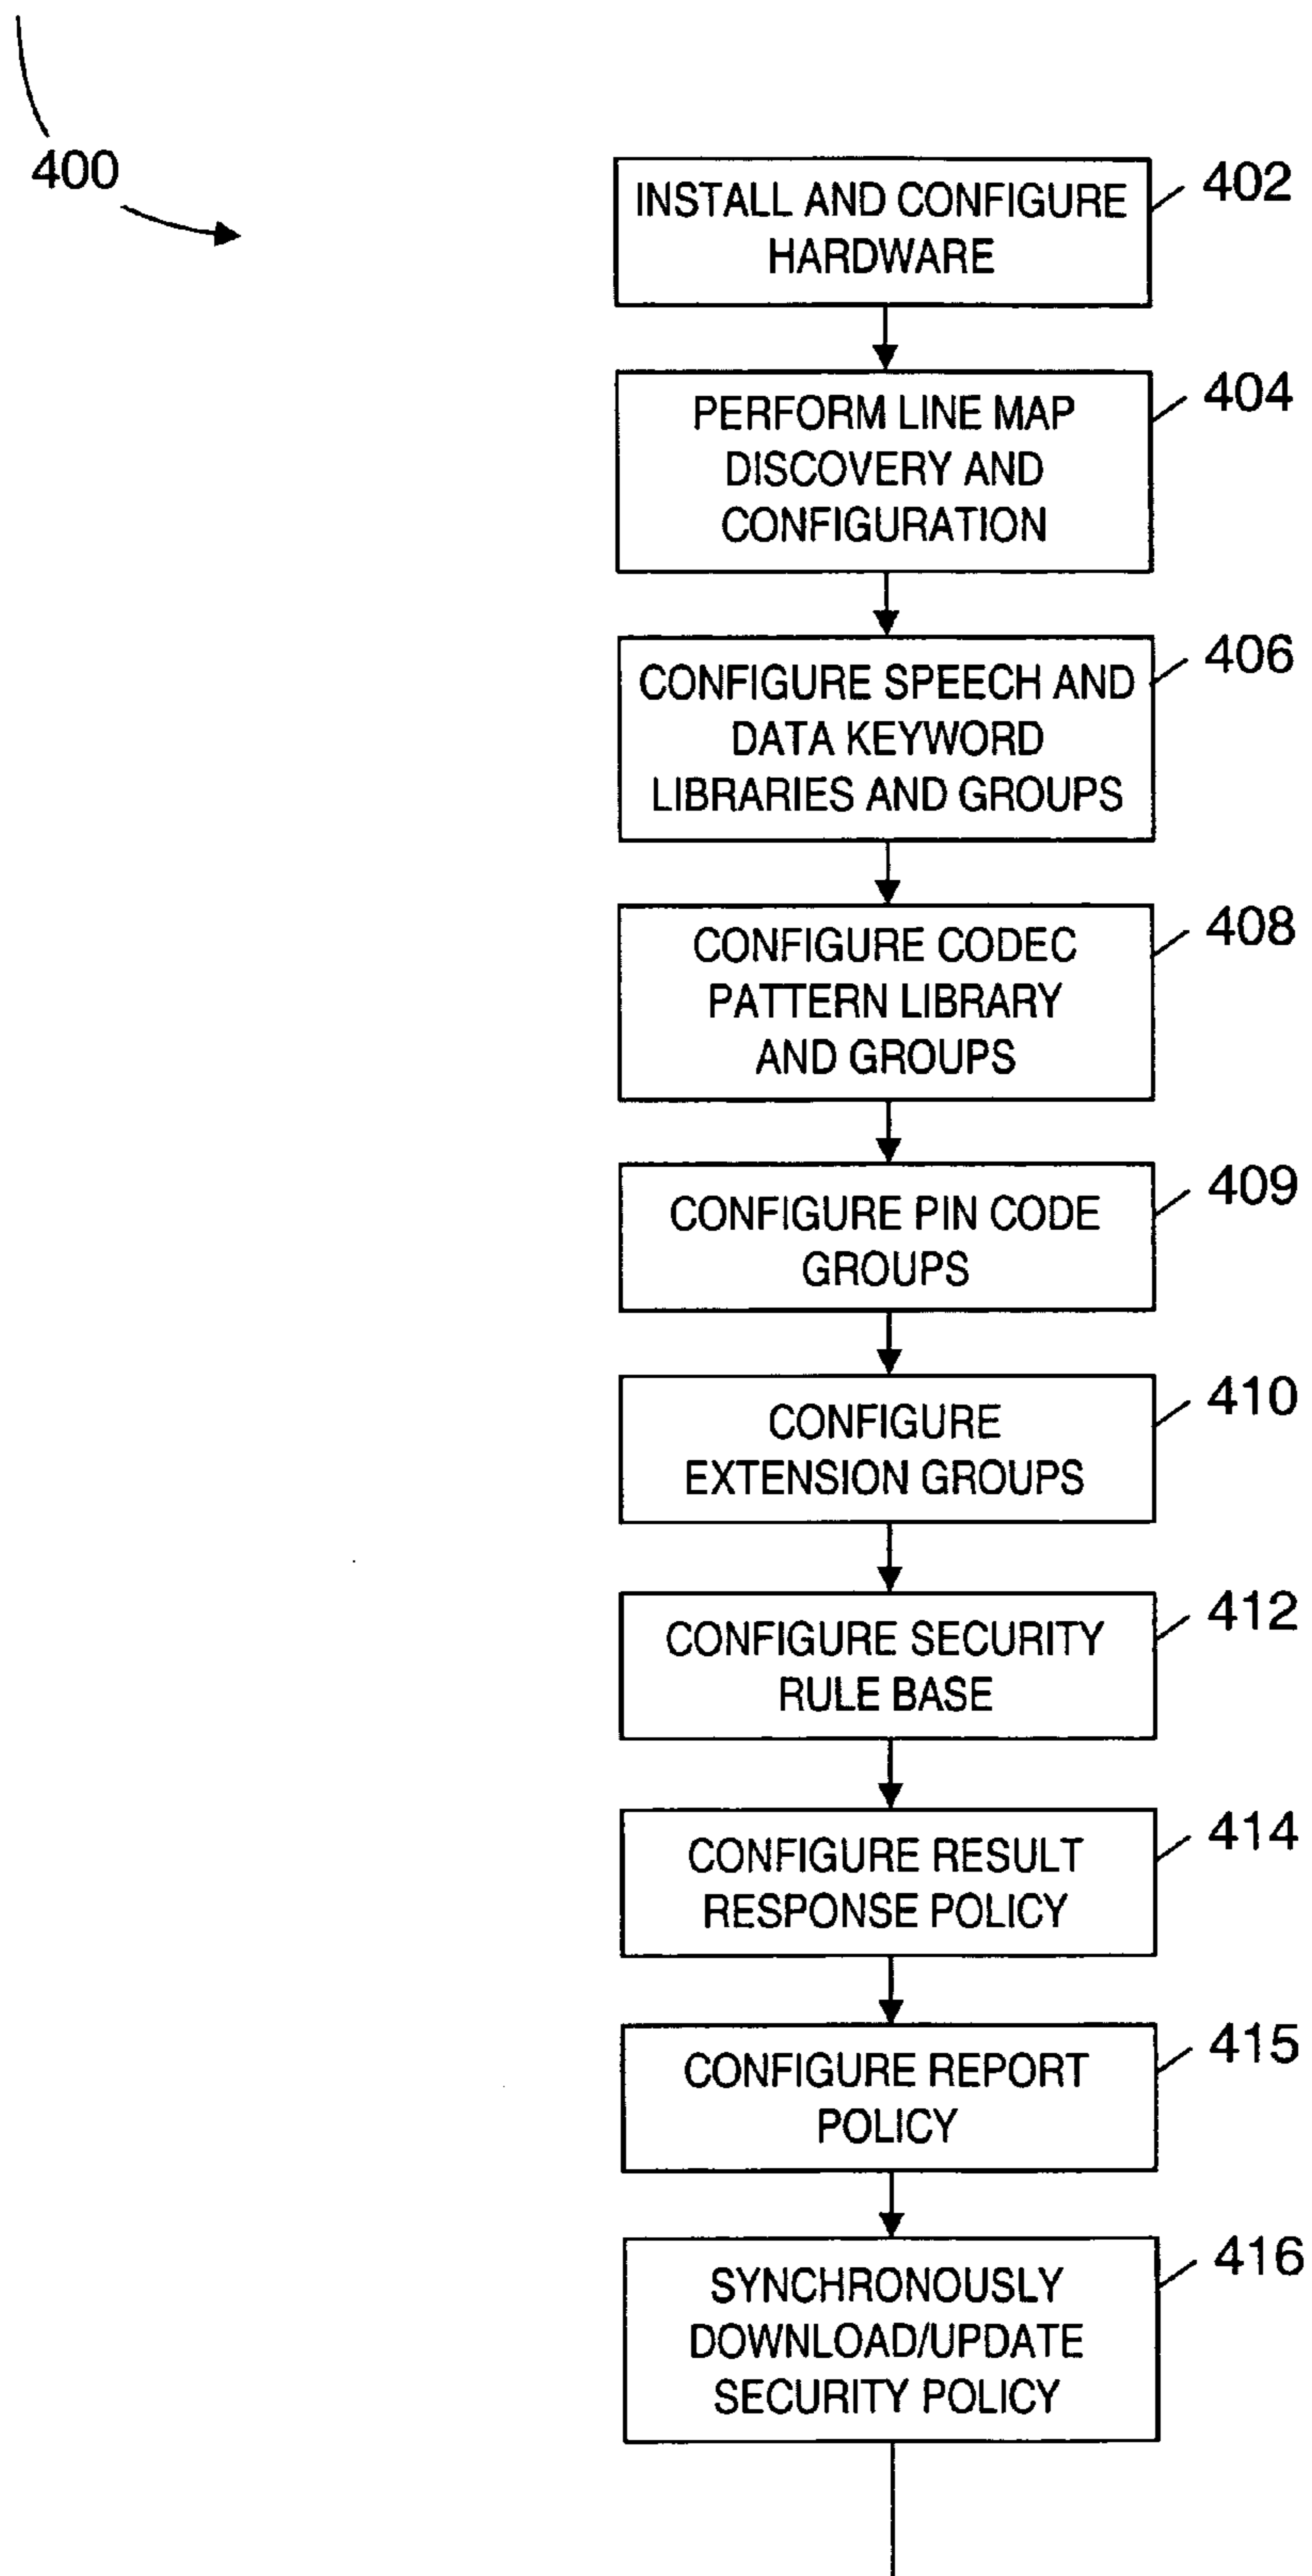 400
INSTALL AND CONFIGURE
HARDWARE
402
PERFORM LINE MAP
DISCOVERY AND
CONFIGURATION
404
CONFIGURE SPEECH AND
DATA KEYWORD
LIBRARIES AND GROUPS
406
CONFIGURE CODEC
PATTERN LIBRARY
AND GROUPS
408
CONFIGURE PIN CODE
GROUPS
409
CONFIGURE
EXTENSION GROUPS
410
CONFIGURE SECURITY
RULE BASE
412
CONFIGURE RESULT
RESPONSE POLICY
414
CONFIGURE REPORT
POLICY
415
SYNCHRONOUSLY
DOWNLOAD/UPDATE
SECURITY POLICY
416